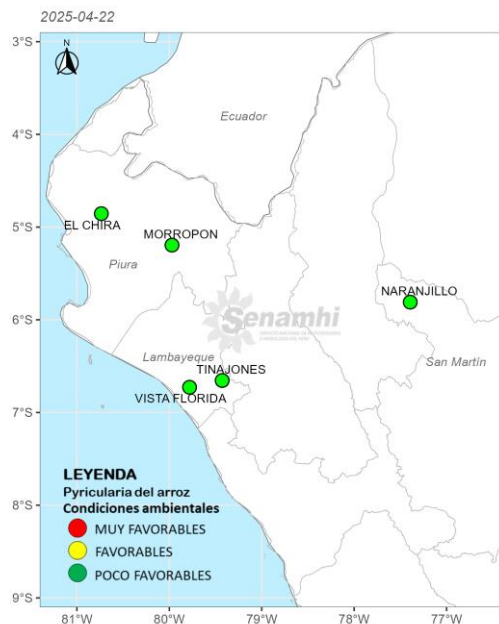 2025-04-22
3°S
N
Ecuador
4°S
5°S
EL CHIRA
MORROPON
Piura
NARANJILLO
6°S
Senamhi
Lambayeque
TINAJONES
San Martín
VISTA FLORIDA
7°S
LEYENDA
Pyricularia del arroz
Condiciones ambientales
8°S
MUY FAVORABLES
FAVORABLES
POCO FAVORABLES
9°S
81°W 80°W 79°W 78°W 77°W